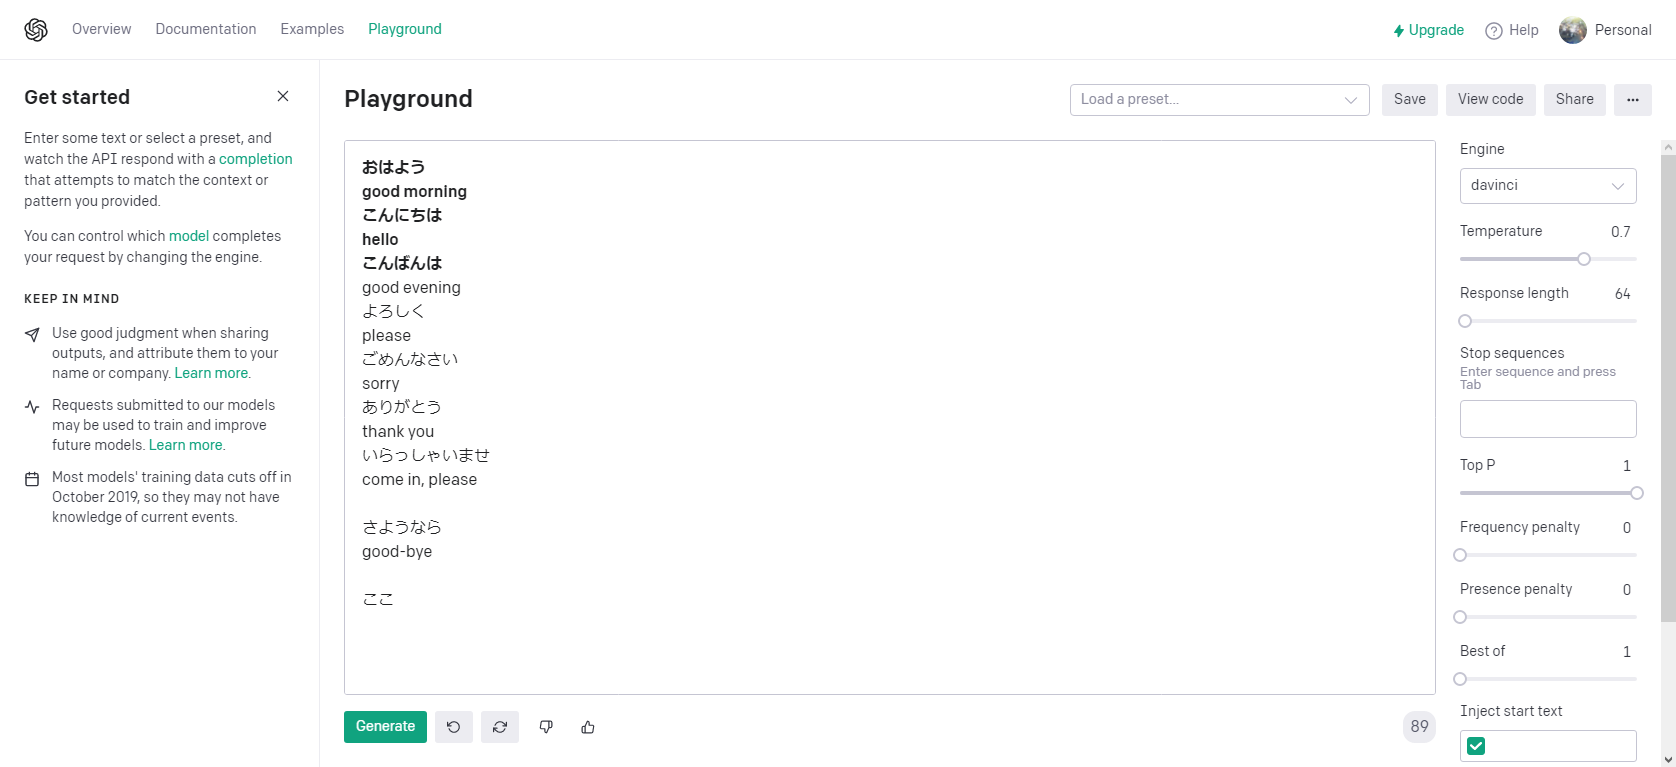 Overview
Documentation
Examples
Playground
Upgrade
Help
Personal
Get started
Enter some text or select a preset, and
watch the API respond with a completion
that attempts to match the context or
pattern you provided.
You can control which model completes
your request by changing the engine.
KEEP IN MIND
Use good judgment when sharing
outputs, and attribute them to your
name or company. Learn more.
Requests submitted to our models
may be used to train and improve
future models. Learn more.
Most models' training data cuts off in
October 2019, so they may not have
knowledge of current events.
Playground
Load a preset...
Save
View code
Share
おはよう
good morning
こんにちは
hello
こんばんは
good evening
よろしく
please
ごめんなさい
sorry
ありがとう
thank you
いらっしゃいませ
come in, please
さようなら
good-bye
ここ
Generate
89
Engine
davinci
Temperature 0.7
Response length 64
Stop sequences
Enter sequence and press
Tab
Top P 1
Frequency penalty 0
Presence penalty 0
Best of 1
Inject start text